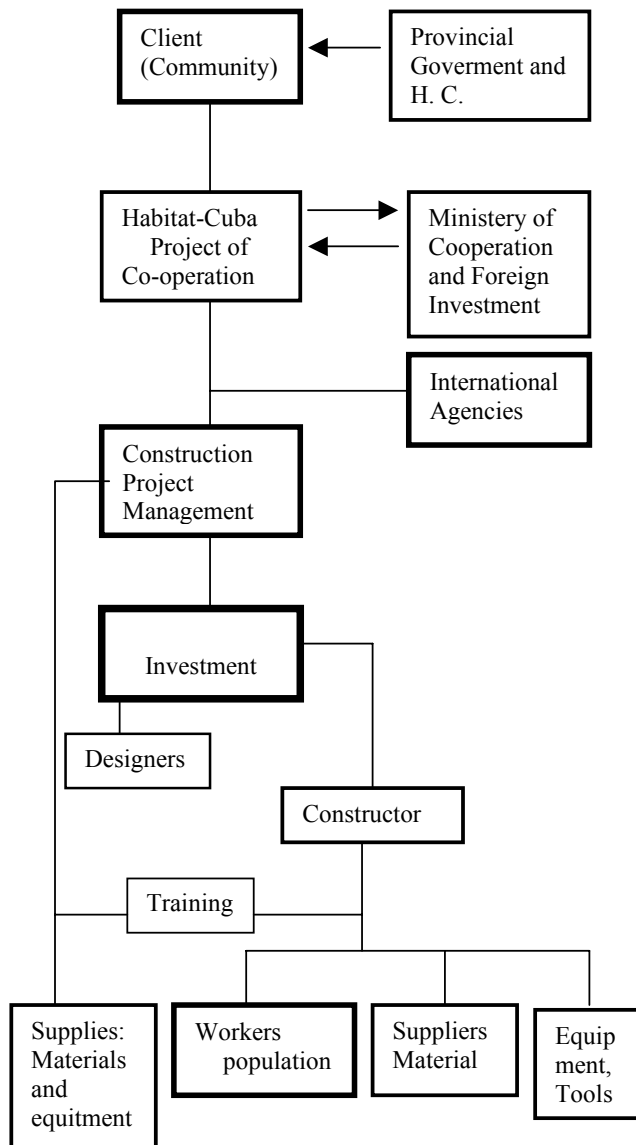 Client
(Community)
Provincial
Goverment and
H. C.
Habitat-Cuba
Project of
Co-operation
Ministery of
Cooperation
and Foreign
Investment
International
Agencies
Construction
Project
Management
Investment
Designers
Constructor
Training
Supplies:
Materials
and
equitment
Workers
population
Suppliers
Material
Equip
ment,
Tools